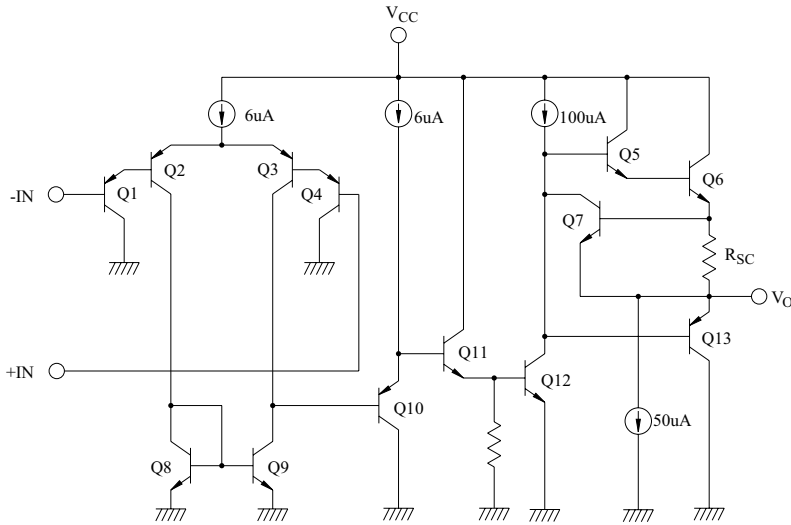 VCC
6uA
6uA
100uA
Q5
Q2
Q3
Q6
-IN
Q1
Q4
Q7
RSC
VO
Q11
Q13
+IN
Q12
Q10
50uA
Q8
Q9